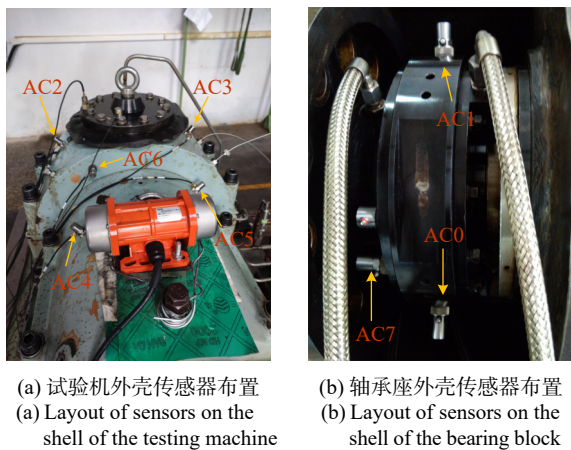 AC2
AC3
AC6
AC5
AC4
AC1
AC0
AC7
(a) 试验机外壳传感器布置
(a) Layout of sensors on the
shell of the testing machine
(b) 轴承座外壳传感器布置
(b) Layout of sensors on the
shell of the bearing block